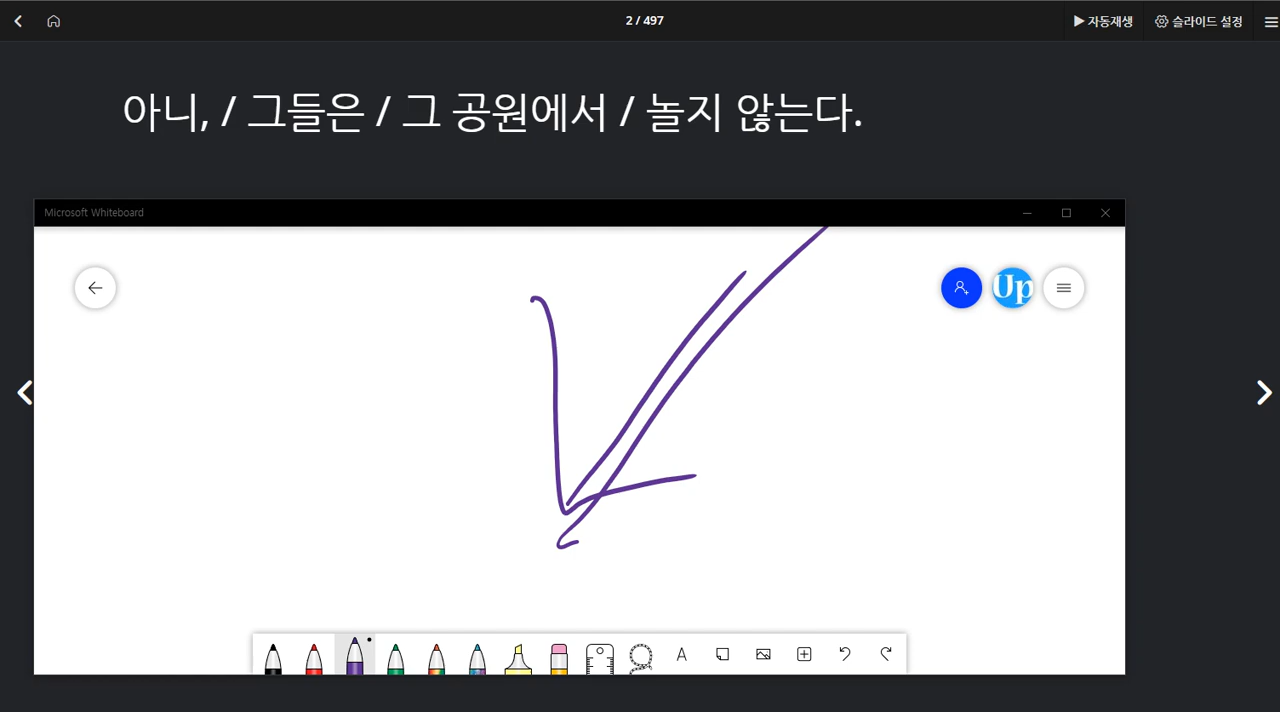 2 / 497
자동재생
슬라이드 설정
아니, / 그들은 / 그 공원에서 / 놀지 않는다.
Microsoft Whiteboard
Up